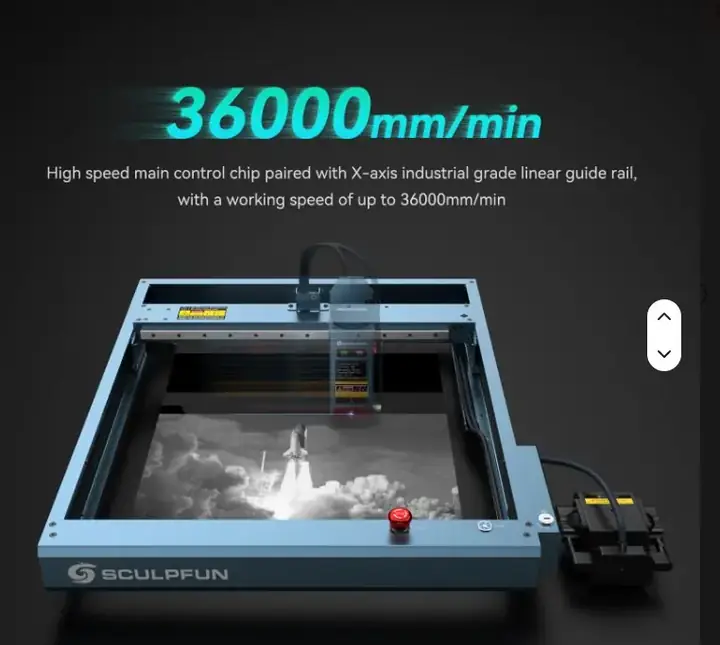 36000mm/min
High speed main control chip paired with X-axis industrial grade linear guide rail,
with a working speed of up to 36000mm/min
SCULPFUN